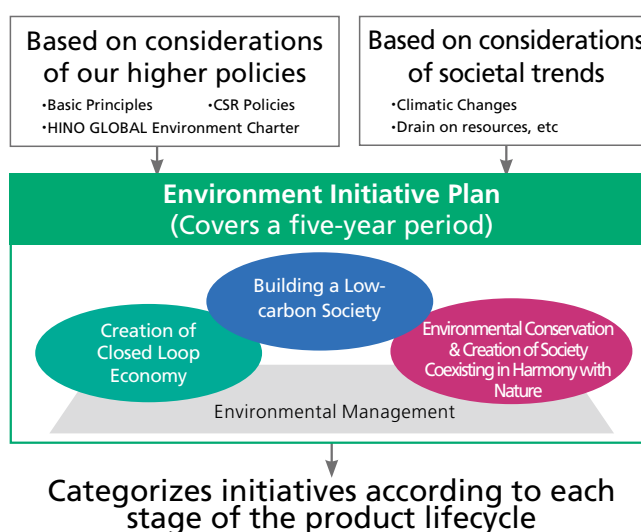 Based on considerations
of our higher policies
・Basic Principles ・CSR Policies
・HINO GLOBAL Environment Charter
Based on considerations
of societal trends
・Climatic Changes
・Drain on resources, etc
Environment Initiative Plan
(Covers a five-year period)
Building a Low-
carbon Society
Creation of
Closed Loop
Economy
Environmental Conservation
& Creation of Society
Coexisting in Harmony with
Nature
Environmental Management
Categorizes initiatives according to each
stage of the product lifecycle